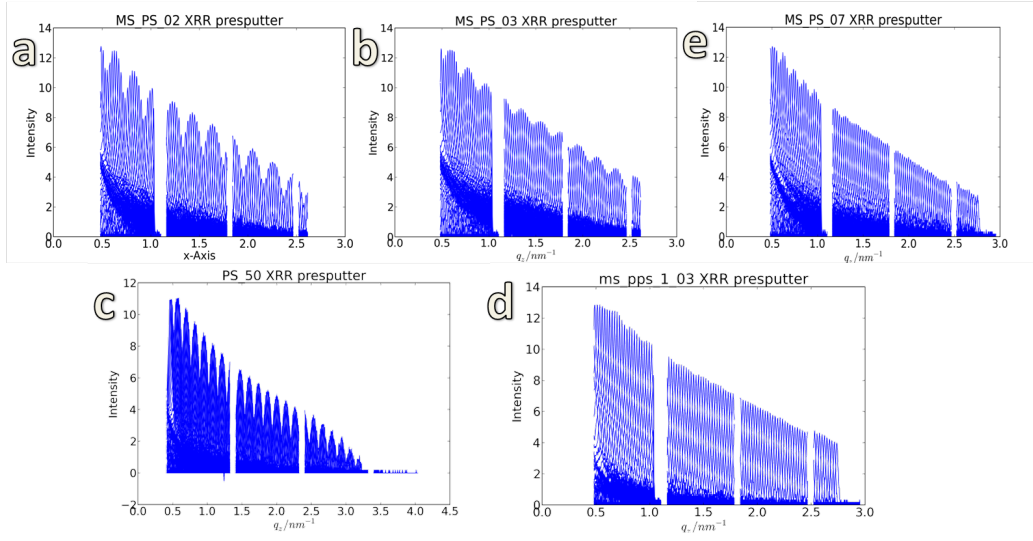 a
MS_PS_02 XRR presputter
Intensity
14
12
10
8
6
4
2
0
0.0 0.5 1.0 1.5 2.0 2.5 3.0
x-Axis
b
MS_PS_03 XRR presputter
Intensity
14
12
10
8
6
4
2
0
0.0 0.5 1.0 1.5 2.0 2.5 3.0
q_z/nm⁻¹
e
MS_PS_07 XRR presputter
Intensity
14
12
10
8
6
4
2
0
0.0 0.5 1.0 1.5 2.0 2.5 3.0
q_z/nm⁻¹
c
PS_50 XRR presputter
Intensity
12
10
8
6
4
2
0
−2
0.0 0.5 1.0 1.5 2.0 2.5 3.0 3.5 4.0 4.5
q_z/nm⁻¹
d
ms_pps_1_03 XRR presputter
Intensity
14
12
10
8
6
4
2
0
0.0 0.5 1.0 1.5 2.0 2.5 3.0
q_z/nm⁻¹